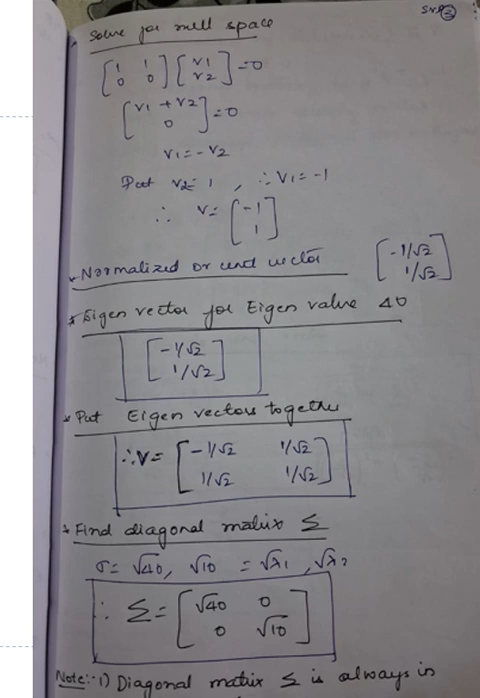 SVD ③
Solve for null space
[1 1; 0 0] [v1; v2] = 0
[v1 + v2; 0] = 0
v1 = - v2
Put v2 = 1, ∴ v1 = -1
∴ v = [-1; 1]
Normalized or unit vector [-1/√2; 1/√2]
* Eigen vector for Eigen value 40
[-1/√2; 1/√2]
* Put Eigen vectors together
∴ V = [-1/√2 1/√2; 1/√2 1/√2]
* Find diagonal matrix Σ
σ = √40, √10 = √λ1, √λ2
∴ Σ = [√40 0; 0 √10]
Note:- 1) Diagonal matrix Σ is always in